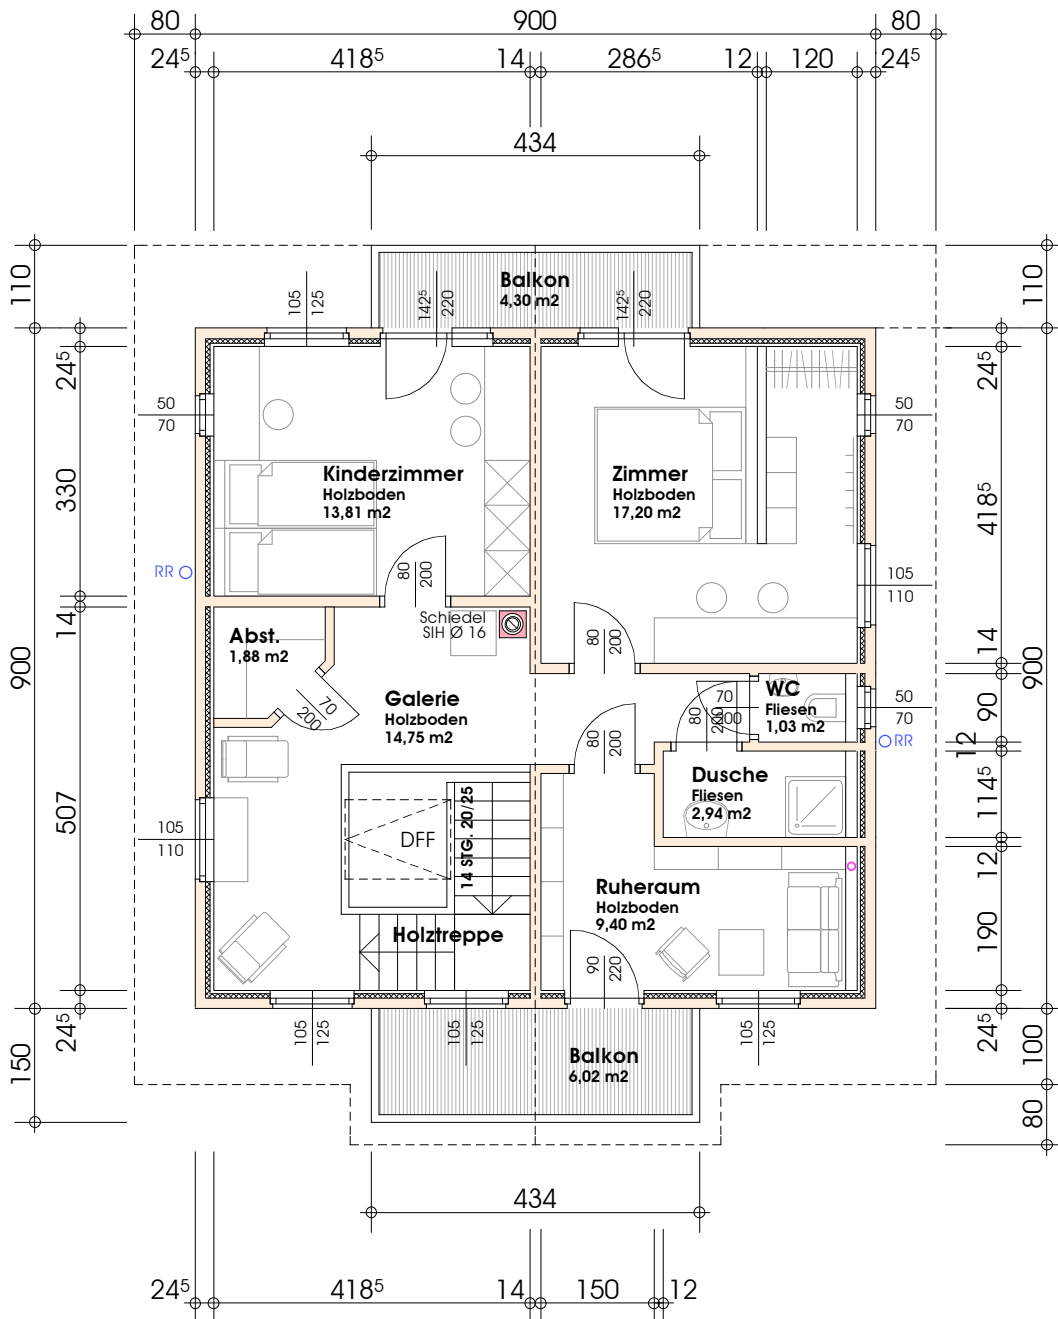 80 900 80
24⁵ 418⁵ 14 286⁵ 12 120 24⁵
434
110
110
Balkon
4,30 m2
105
125
142⁵
220
142⁵
220
24⁵
24⁵
50
70
50
70
Kinderzimmer
Holzboden
13,81 m2
Zimmer
Holzboden
17,20 m2
330
418⁵
RR
80
200
105
110
14
Schiedel
SIH Ø 16
Abst.
1,88 m2
80
200
14
900
900
Galerie
Holzboden
14,75 m2
70
200
WC
Fliesen
1,03 m2
70
200
80
200
50
70
90
RR
80
200
12
Dusche
Fliesen
2,94 m2
114⁵
507
105
110
DFF
14 STG. 20/25
12
Ruheraum
Holzboden
9,40 m2
Holztreppe
90
220
190
24⁵
24⁵
105
125
105
125
105
125
150
100
Balkon
6,02 m2
80
434
24⁵ 418⁵ 14 150 12